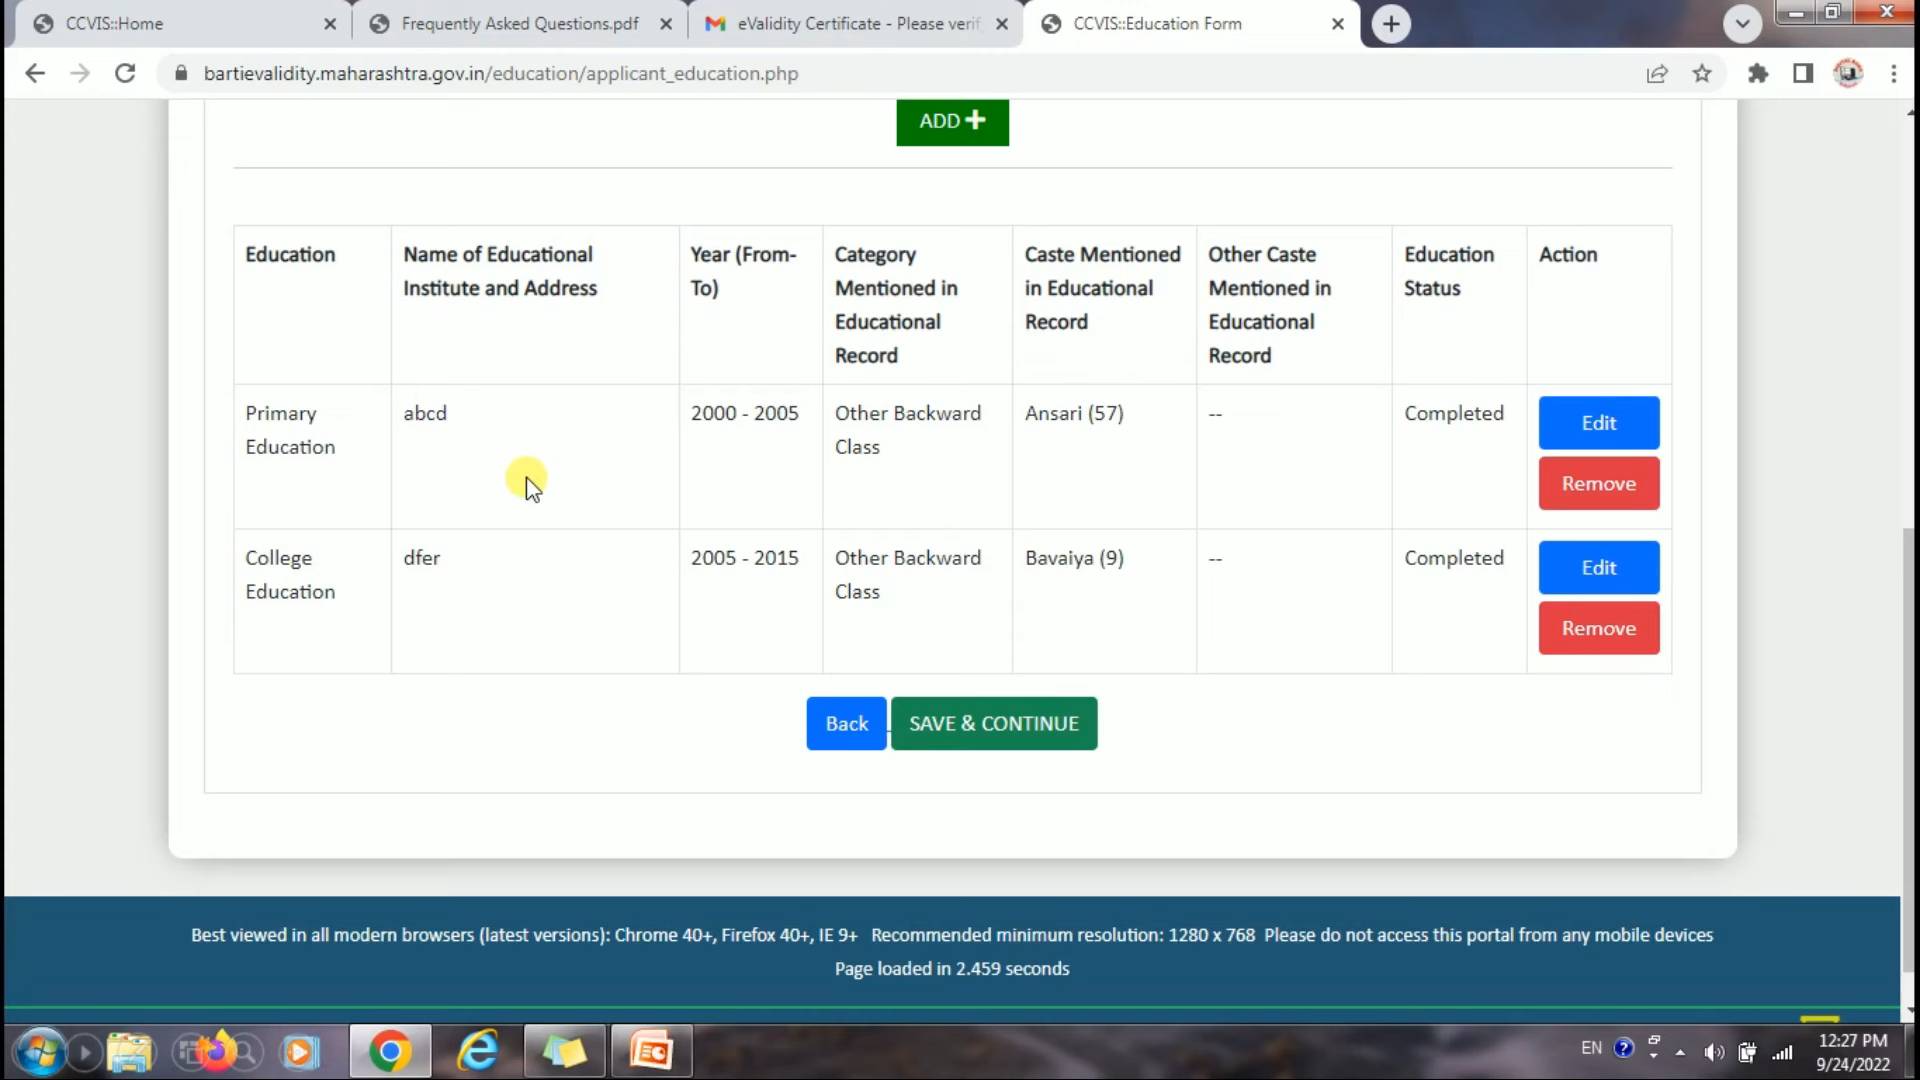 CCVIS::Home
Frequently Asked Questions.pdf
eValidity Certificate - Please verif
CCVIS::Education Form
bartievalidity.maharashtra.gov.in/education/applicant_education.php
ADD
Education
Name of Educational
Institute and Address
Year (From-
To)
Category
Mentioned in
Educational
Record
Caste Mentioned
in Educational
Record
Other Caste
Mentioned in
Educational
Record
Education
Status
Action
Primary
Education
abcd
2000 - 2005
Other Backward
Class
Ansari (57)
--
Completed
Edit
Remove
College
Education
dfer
2005 - 2015
Other Backward
Class
Bavaiya (9)
--
Completed
Edit
Remove
Back
SAVE & CONTINUE
Best viewed in all modern browsers (latest versions): Chrome 40+, Firefox 40+, IE 9+ Recommended minimum resolution: 1280 x 768 Please do not access this portal from any mobile devices
Page loaded in 2.459 seconds
EN
12:27 PM
9/24/2022